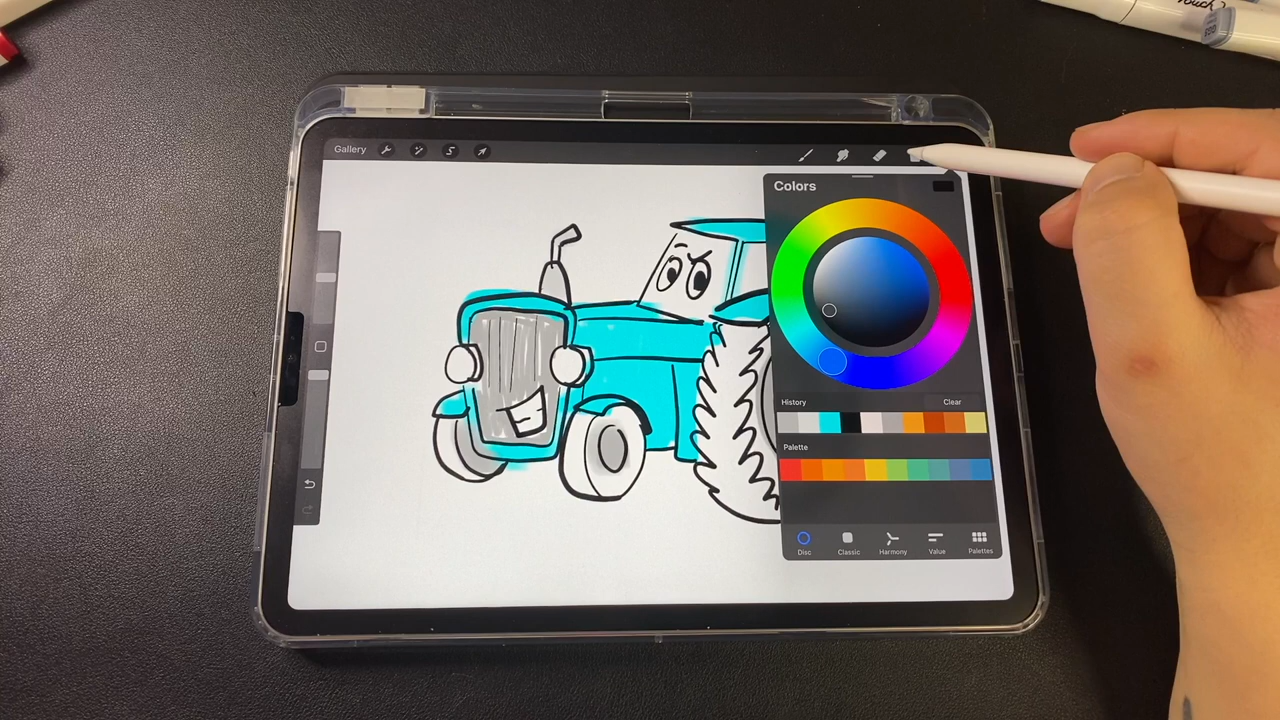 Gallery
Colors
History
Clear
Palette
Disc
Classic
Harmony
Value
Palettes